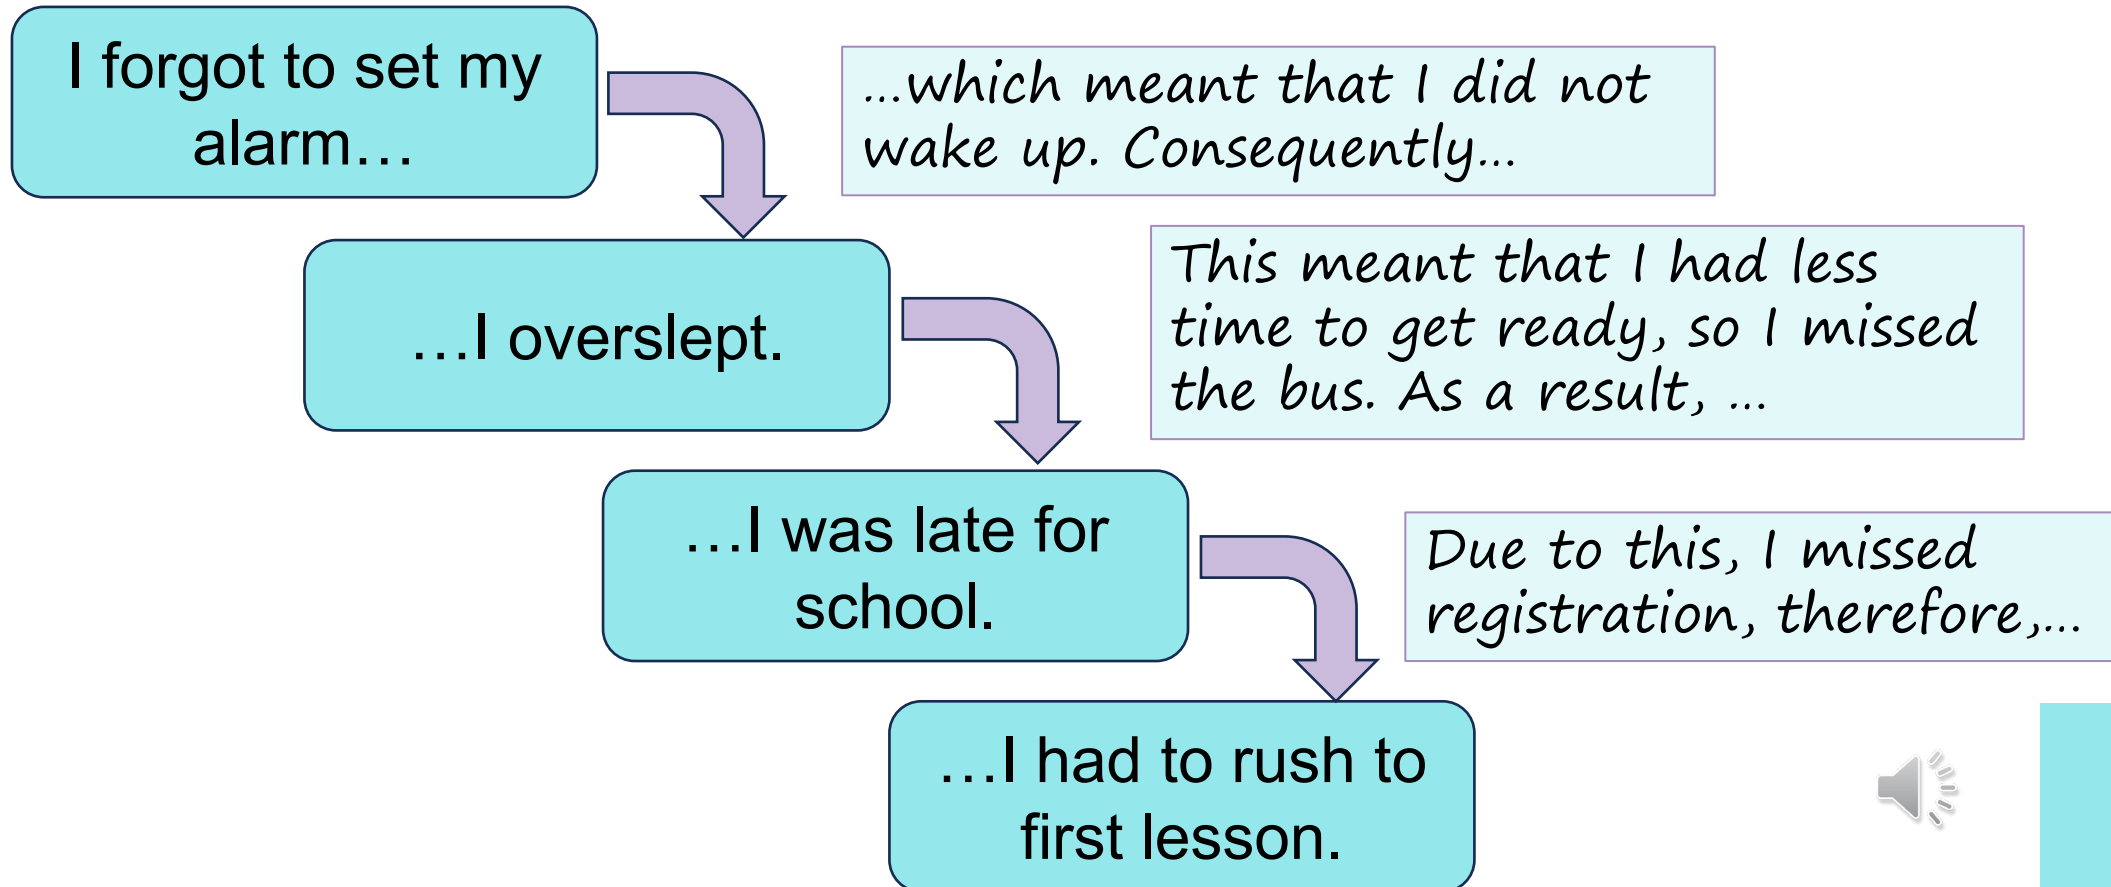 I forgot to set my
alarm…
…which meant that I did not
wake up. Consequently…
…I overslept.
This meant that I had less
time to get ready, so I missed
the bus. As a result, …
…I was late for
school.
Due to this, I missed
registration, therefore,…
…I had to rush to
first lesson.